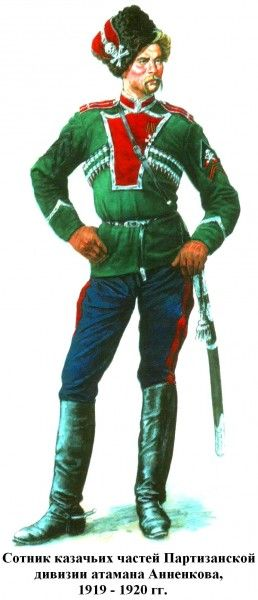 Сотник казачьих частей Партизанской
дивизии атамана Анненкова,
1919 - 1920 гг.